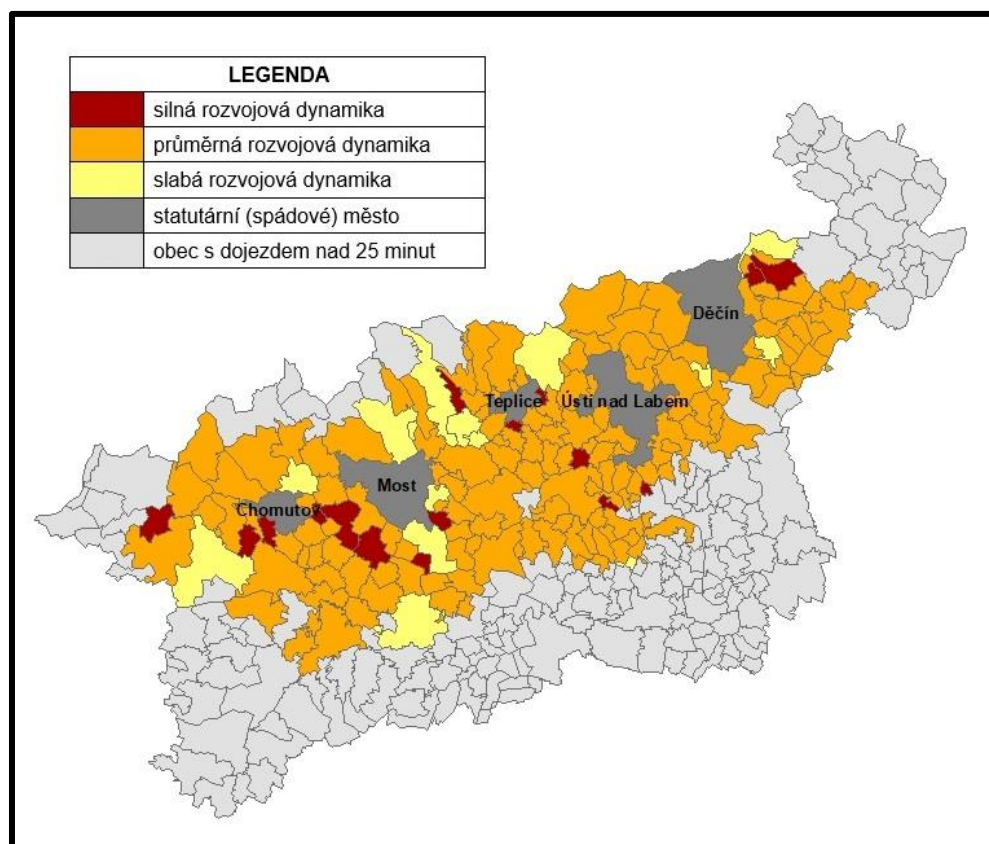 LEGENDA
silná rozvojová dynamika
průměrná rozvojová dynamika
slabá rozvojová dynamika
statutární (spádové) město
obec s dojezdem nad 25 minut
Děčín
Teplice
Ústí nad Labem
Most
Chomutov